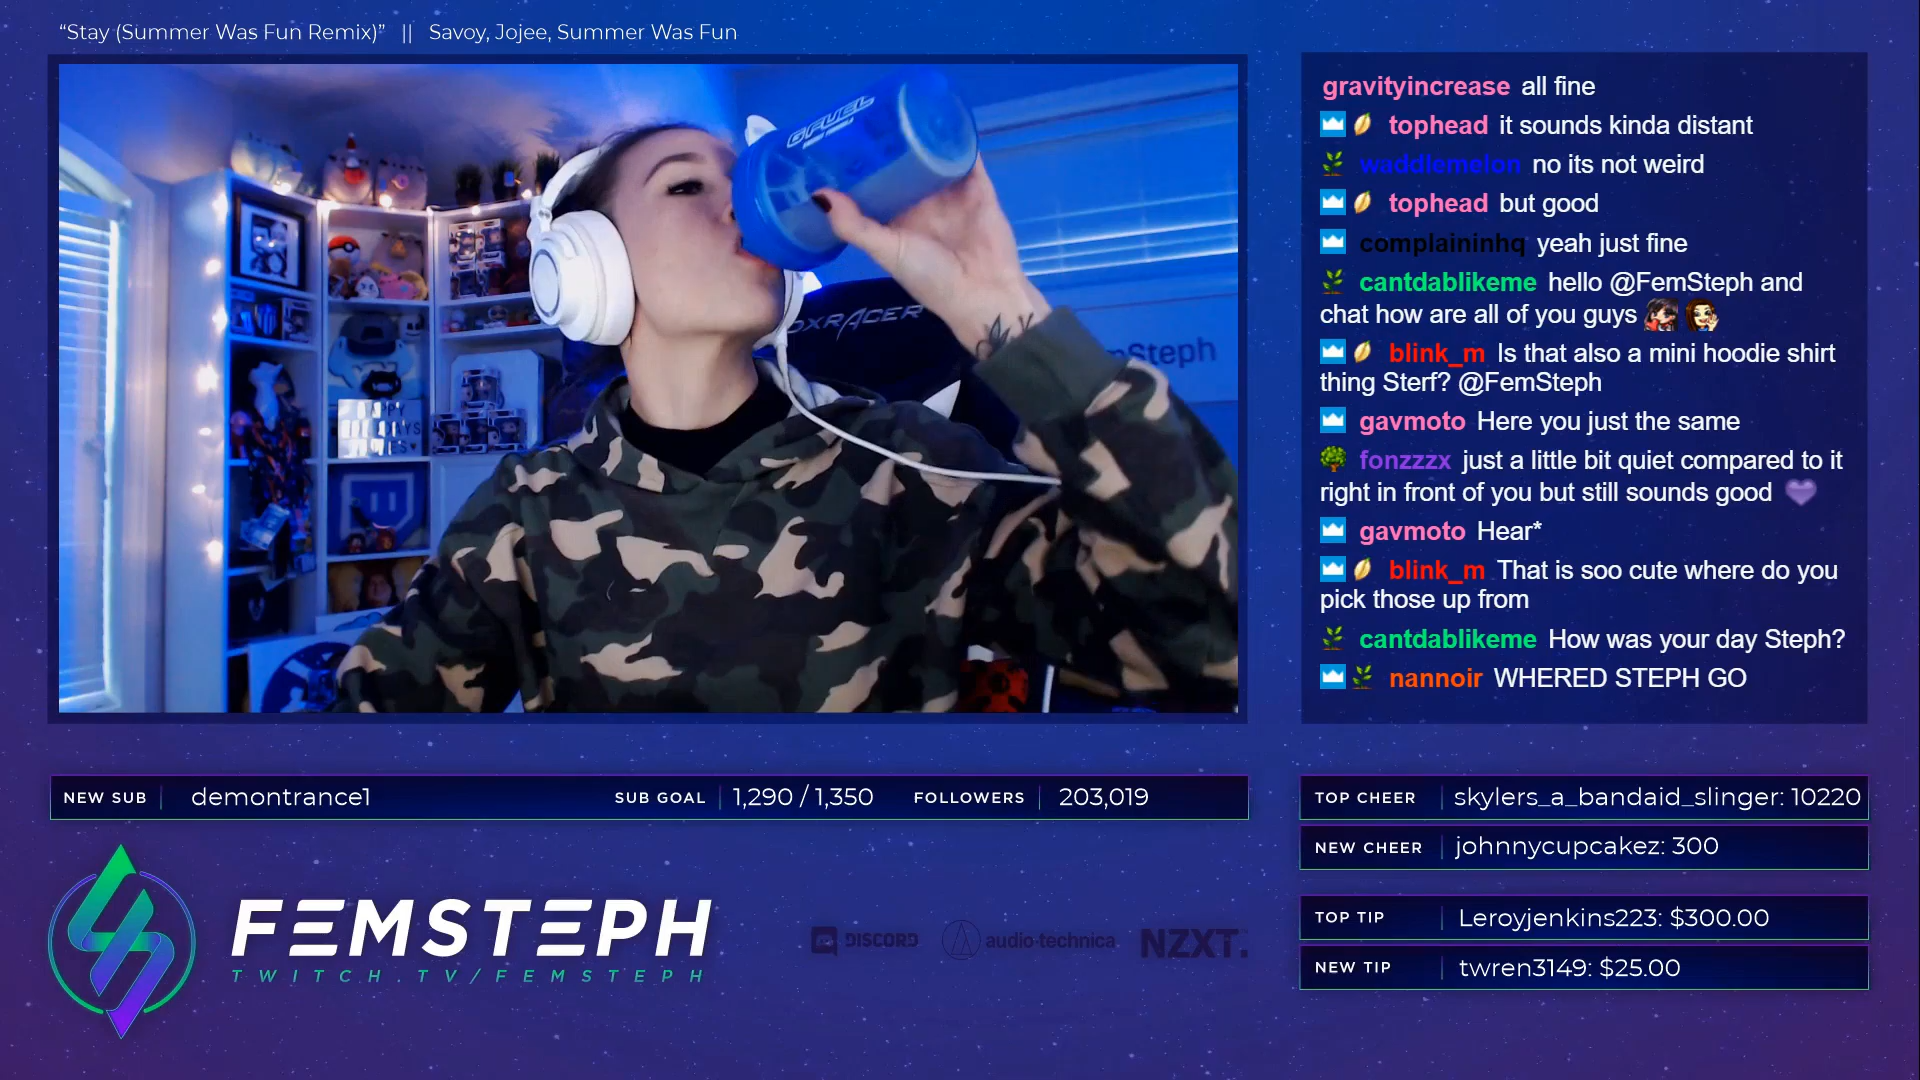 “Stay (Summer Was Fun Remix)” || Savoy, Jojee, Summer Was Fun
GFUEL
DXRACER
mSteph
gravityincrease all fine
tophead it sounds kinda distant
waddlemelon no its not weird
tophead but good
complaininhq yeah just fine
cantdablikeme hello @FemSteph and
chat how are all of you guys
blink_m Is that also a mini hoodie shirt
thing Sterf? @FemSteph
gavmoto Here you just the same
fonzzzx just a little bit quiet compared to it
right in front of you but still sounds good
gavmoto Hear*
blink_m That is soo cute where do you
pick those up from
cantdablikeme How was your day Steph?
nannoir WHERED STEPH GO
NEW SUB demontrance1 SUB GOAL 1,290 / 1,350 FOLLOWERS 203,019
TOP CHEER skylers_a_bandaid_slinger: 10220
NEW CHEER johnnycupcakez: 300
TOP TIP Leroyjenkins223: $300.00
NEW TIP twren3149: $25.00
FEMSTEPH
TWITCH.TV/FEMSTEPH
DISCORD audio-technica NZXT.